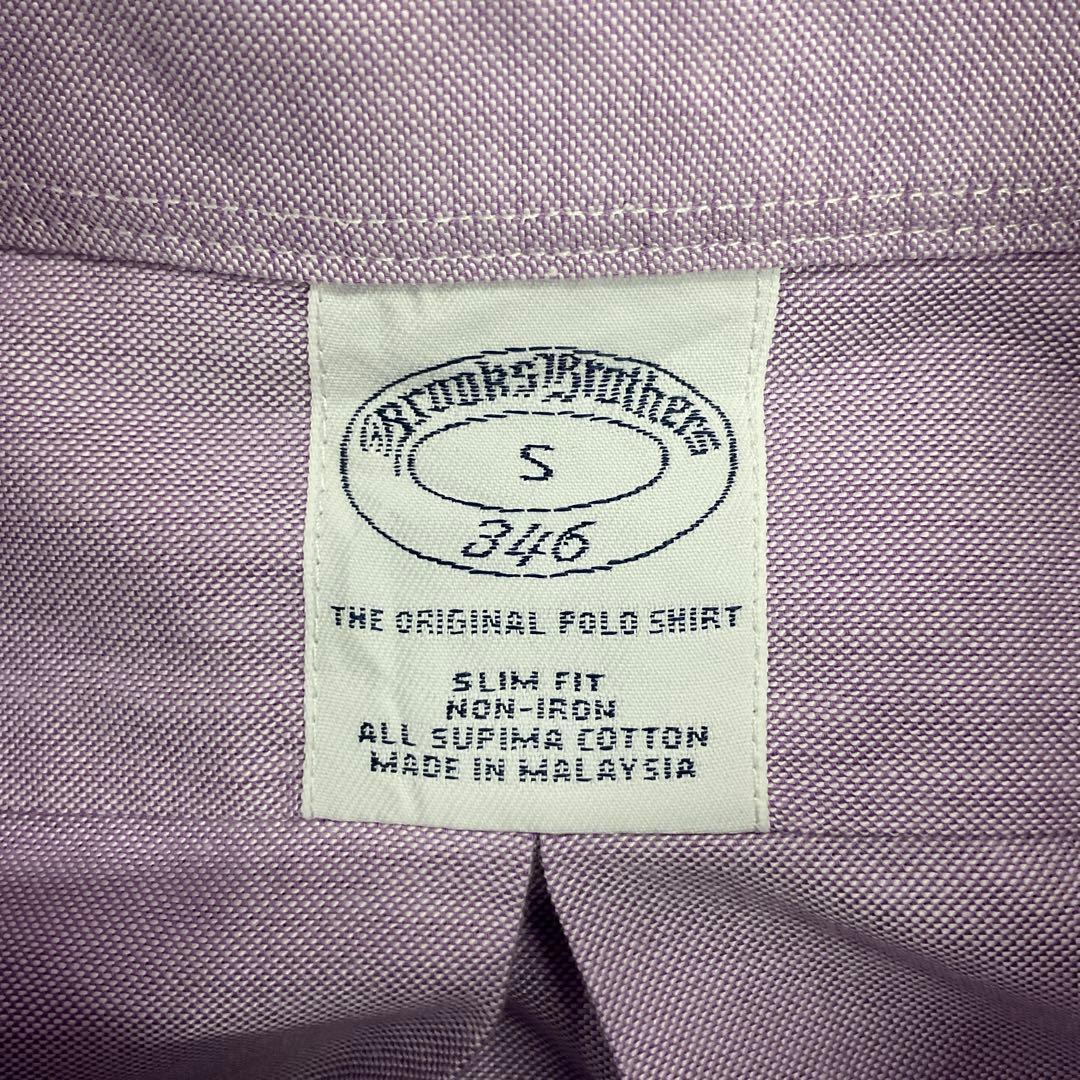 Brooks Brothers
S
346
THE ORIGINAL POLO SHIRT
SLIM FIT
NON-IRON
ALL SUPIMA COTTON
MADE IN MALAYSIA